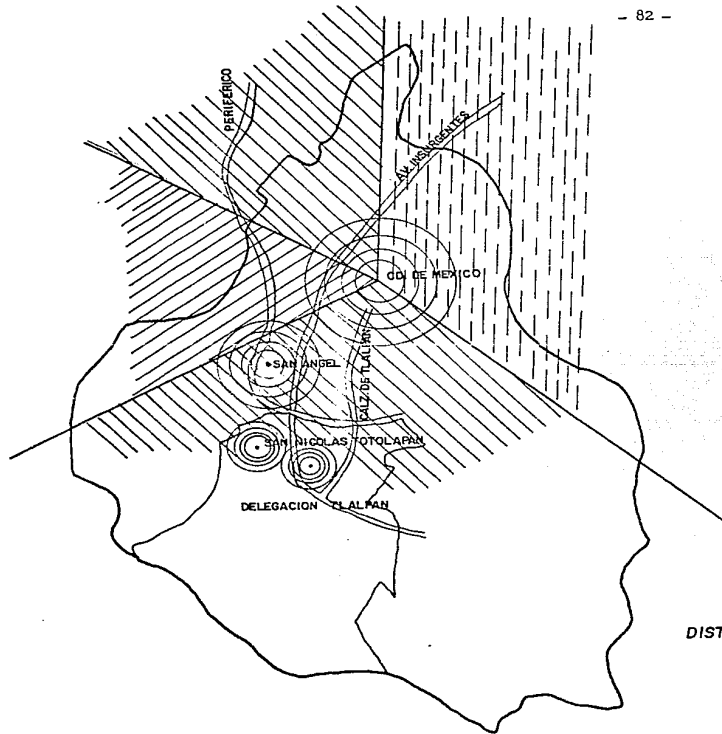 - 82 -
PERIFERICO
AV. INSURGENTES
CD. DE MEXICO
SAN ANGEL
CALZ. DE TLALPAN
SAN NICOLAS TOTOLAPAN
DELEGACION TLALPAN
DIST